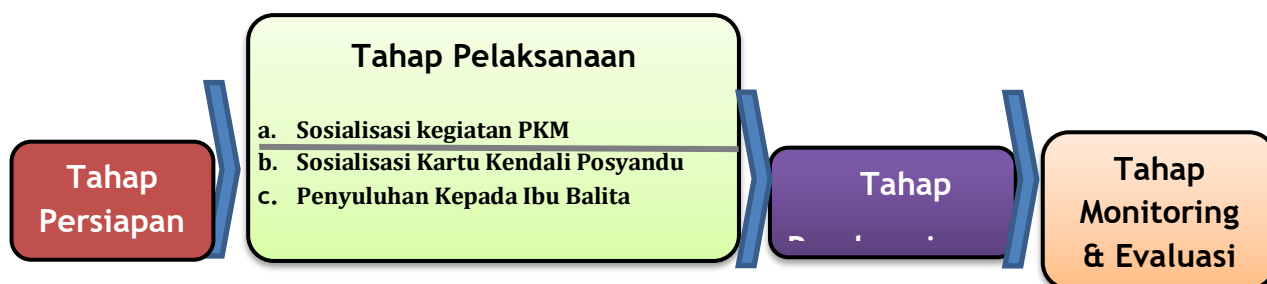 Tahap Pelaksanaan
a. Sosialisasi kegiatan PKM
b. Sosialisasi Kartu Kendali Posyandu
c. Penyuluhan Kepada Ibu Balita
Tahap
Persiapan
Tahap
Tahap
Monitoring
& Evaluasi